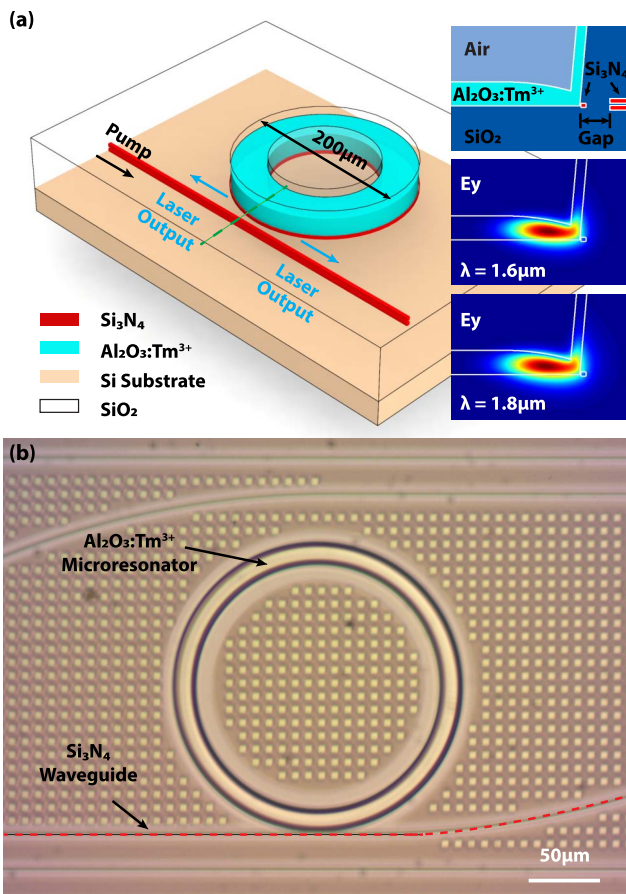 (a)
Pump
200μm
Laser
Output
Laser
Output
Si₃N₄
Al₂O₃:Tm³⁺
Si Substrate
SiO₂
Air
Si₃N₄
Al₂O₃:Tm³⁺
SiO₂
Gap
Ey
λ = 1.6μm
Ey
λ = 1.8μm
(b)
Al₂O₃:Tm³⁺
Microresonator
Si₃N₄
Waveguide
50μm